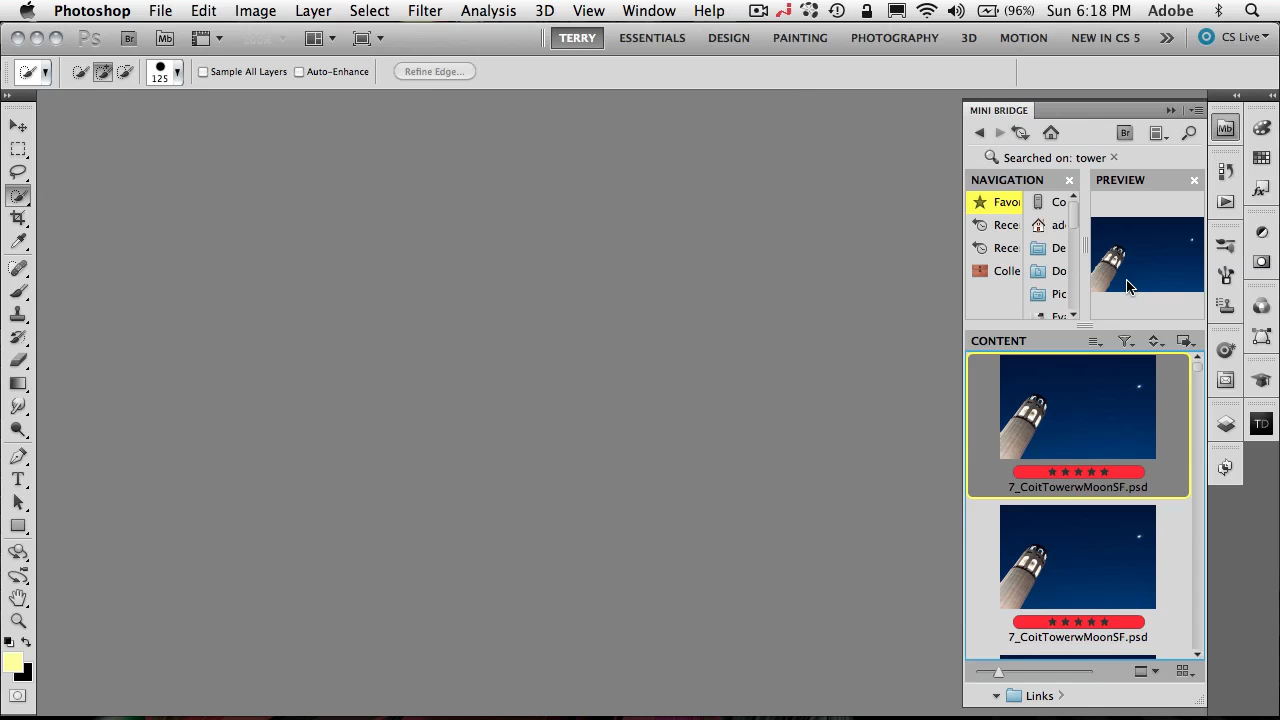 Photoshop File Edit Image Layer Select Filter Analysis 3D View Window Help (96%) Sun 6:18 PM Adobe
Ps Br Mb TERRY ESSENTIALS DESIGN PAINTING PHOTOGRAPHY 3D MOTION NEW IN CS 5 CS Live
125 Sample All Layers Auto-Enhance Refine Edge...
MINI BRIDGE
Mb
Br
Searched on: tower
NAVIGATION PREVIEW
Favor Co
Rece ad
Rece De
Colle Do
Pic
CONTENT
7_CoitTowerwMoonSF.psd
TD
T
7_CoitTowerwMoonSF.psd
Links